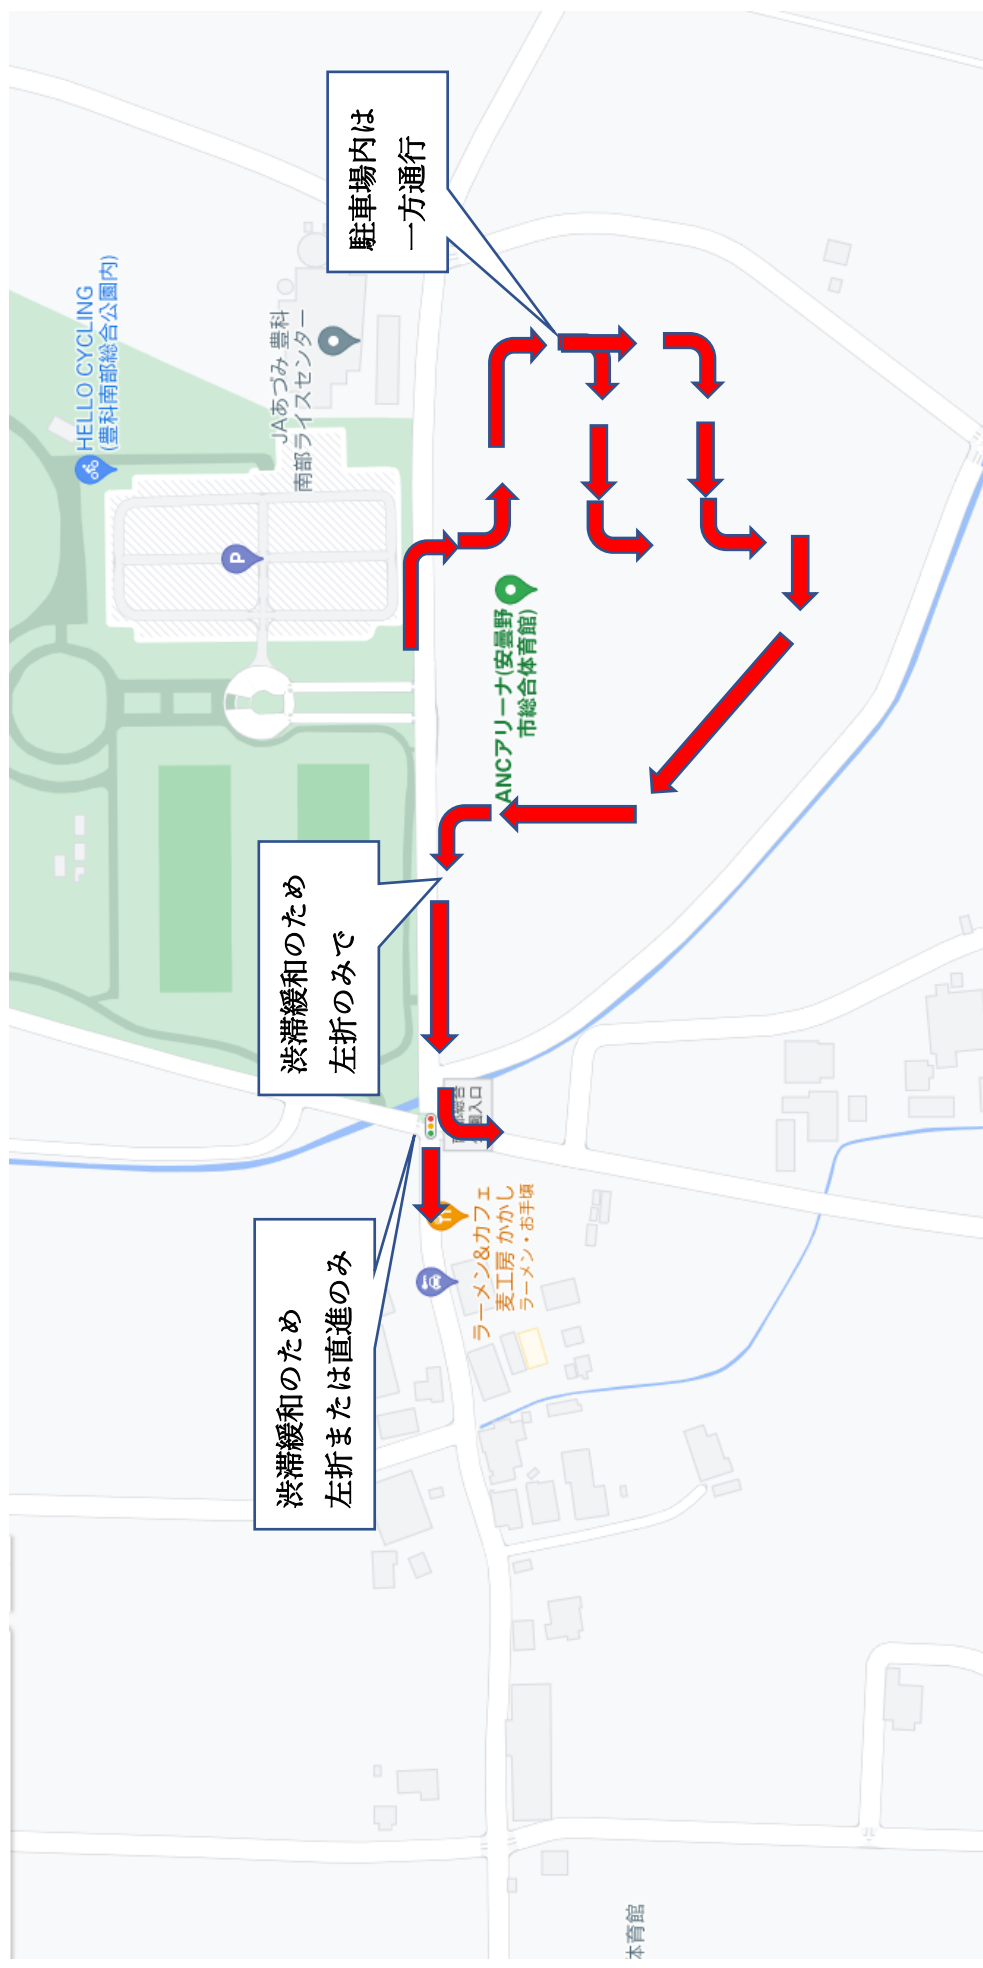 渋滞緩和のため
左折または直進のみ
渋滞緩和のため
左折のみで
駐車場内は
一方通行
HELLO CYCLING
(豊科南部総合公園内)
JAあづみ 豊科
南部ライスセンター
P
ANCアリーナ(安曇野
市総合体育館)
ラーメン&カフェ
麦工房 かかし
ラーメン・お手頃
体育館